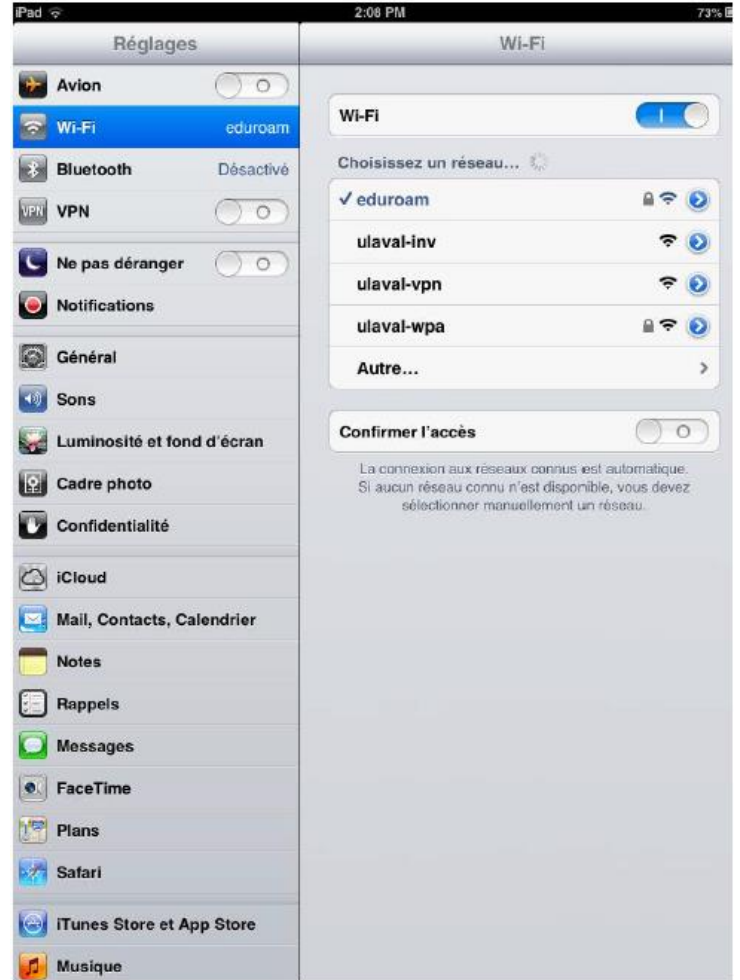 iPad 2:08 PM 73%
Réglages
Avion
Wi-Fi eduroam
Bluetooth Désactivé
VPN VPN
Ne pas déranger
Notifications
Général
Sons
Luminosité et fond d'écran
Cadre photo
Confidentialité
iCloud
Mail, Contacts, Calendrier
Notes
Rappels
Messages
FaceTime
Plans
Safari
iTunes Store et App Store
Musique
Wi-Fi
Wi-Fi
Choisissez un réseau...
eduroam
ulaval-inv
ulaval-vpn
ulaval-wpa
Autre...
Confirmer l'accès
La connexion aux réseaux connus est automatique.
Si aucun réseau connu n'est disponible, vous devez
sélectionner manuellement un réseau.